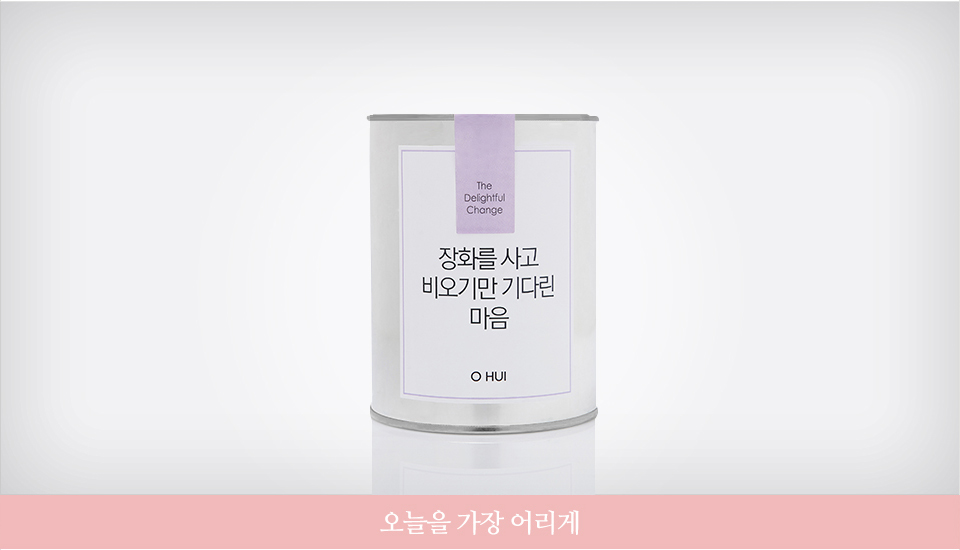 The
Delightful
Change
장화를 사고
비오기만 기다린
마음
O HUI
오늘을 가장 어리게